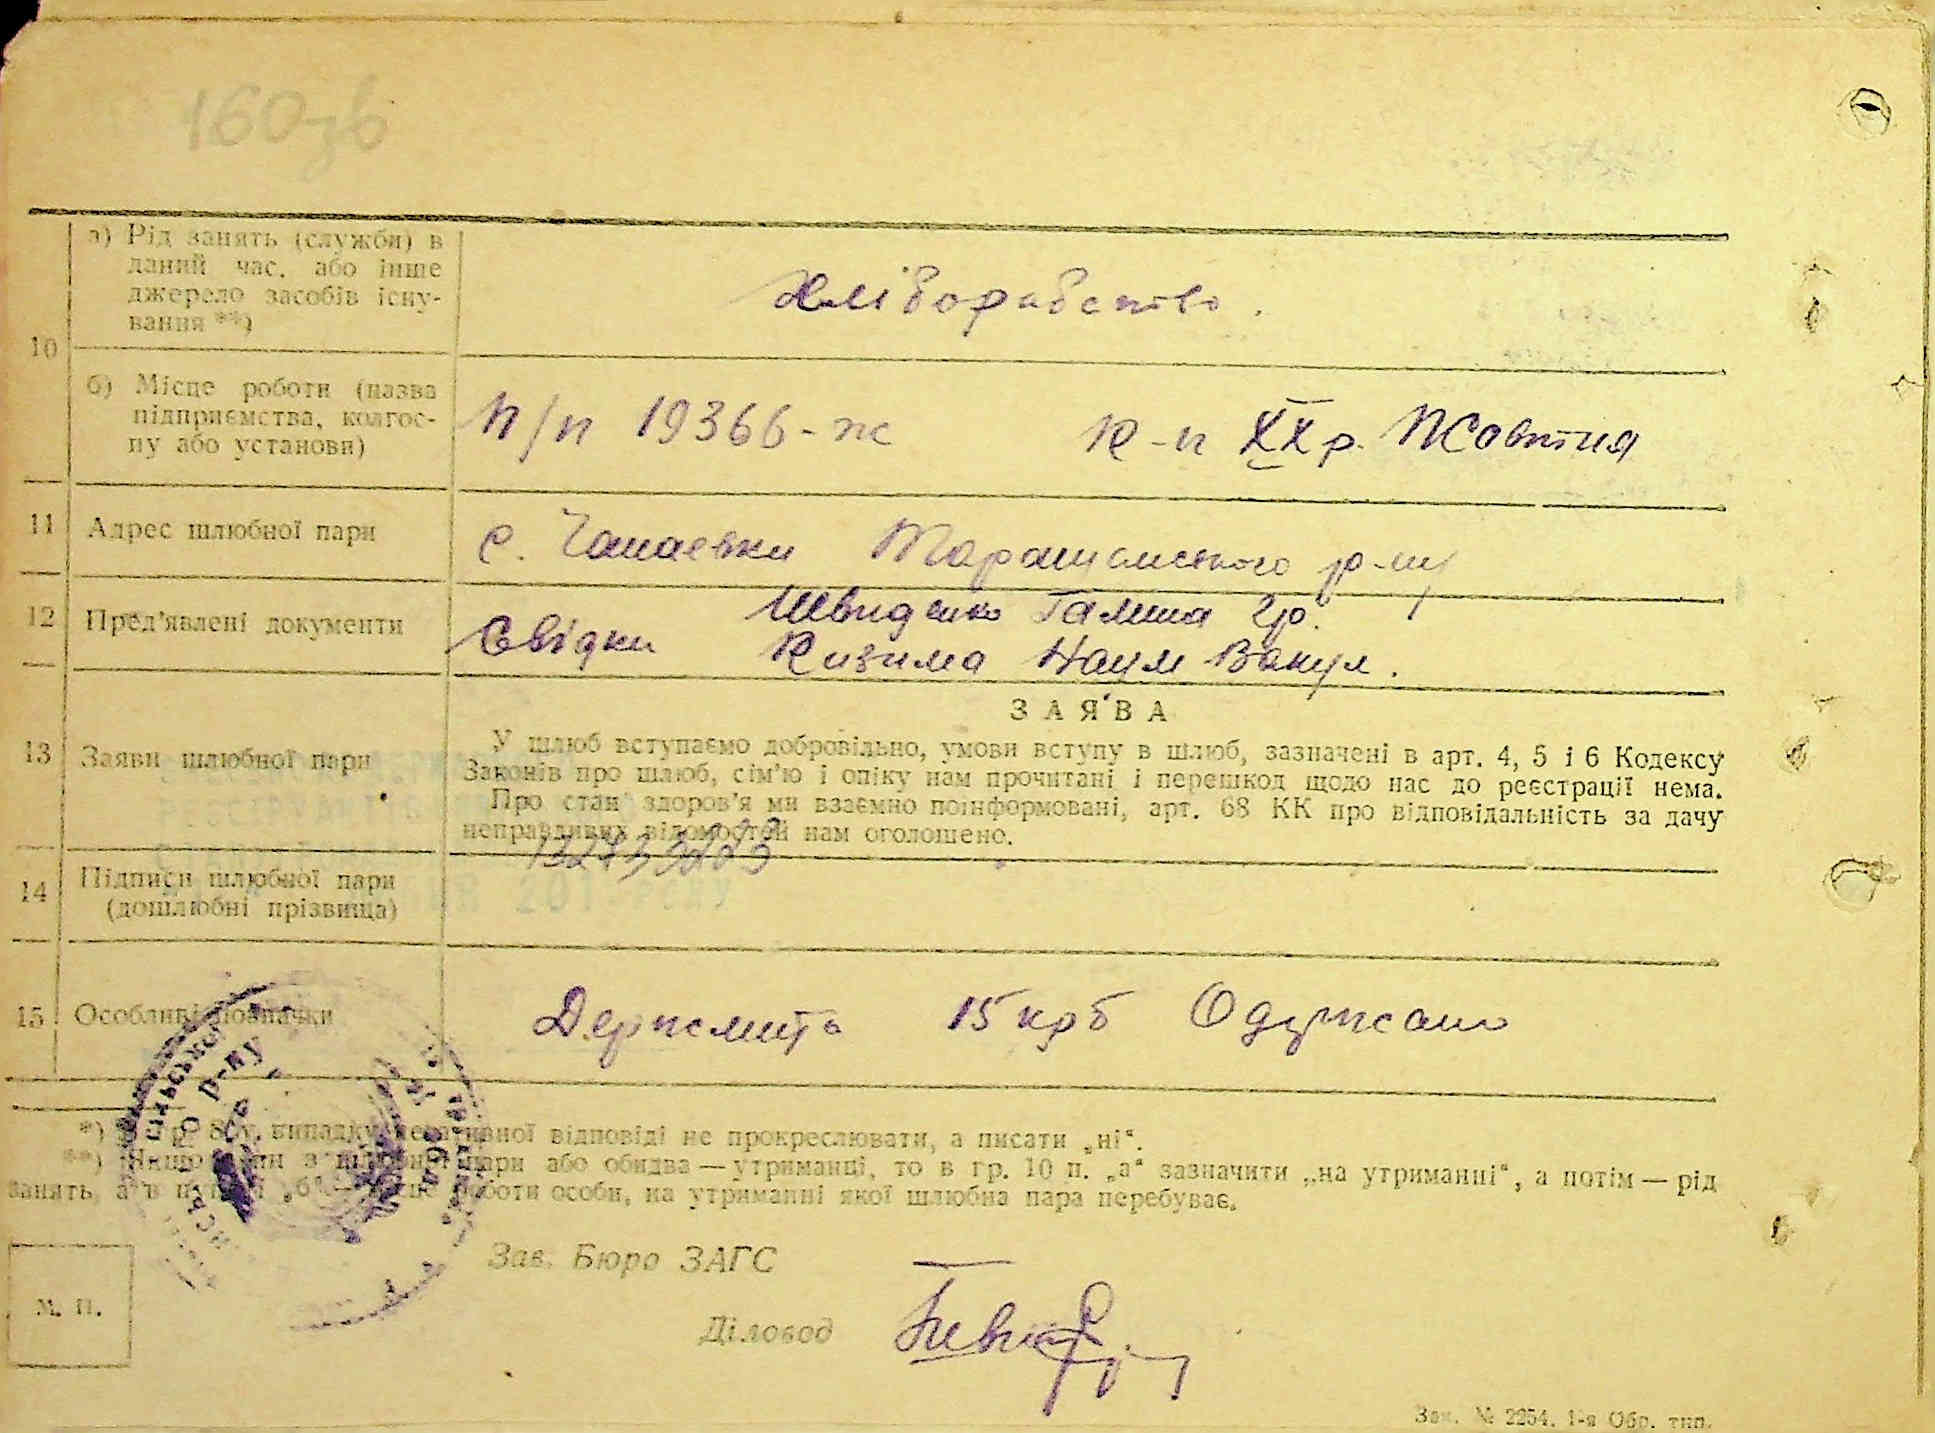 160зв
а) Рід занять (служби) в
даний час, або інше
джерело засобів існу-
вання **)
Хліборобство.
10
б) Місце роботи (назва
підприємства, колгос-
пу або установи)
п/п 19366-ж к-п ХХ р. Жовтня
11 Адрес шлюбної пари
с. Чапаевки Таращанського р-ну
12 Пред'явлені документи
Свідки Швиденко Галина Гр.
Кизима Наум Вакул.
ЗАЯВА
13 Заяви шлюбної пари
У шлюб вступаємо добровільно, умови вступу в шлюб, зазначені в арт. 4, 5 і 6 Кодексу
Законів про шлюб, сім'ю і опіку нам прочитані і перешкод щодо нас до реєстрації нема.
Про стан здоров'я ми взаємно поінформовані, арт. 68 КК про відповідальність за дачу
неправдивих відомостей нам оголошено.
14 Підписи шлюбної пари
(дошлюбні прізвища)
15 Особливі позначки
Держмита 15 крб Одержано
*) В гр. 8 у випадку негативної відповіді не прокреслювати, а писати „ні“.
**) Якщо один з шлюбної пари або обидва — утриманці, то в гр. 10 п. „а“ зазначити „на утриманні“, а потім — рід
занять, а в п. „б“ — місце роботи особи, на утриманні якої шлюбна пара перебуває.
Зав. Бюро ЗАГС
М. П.
Діловод
Зак. № 2254. 1-я Обр. тип.